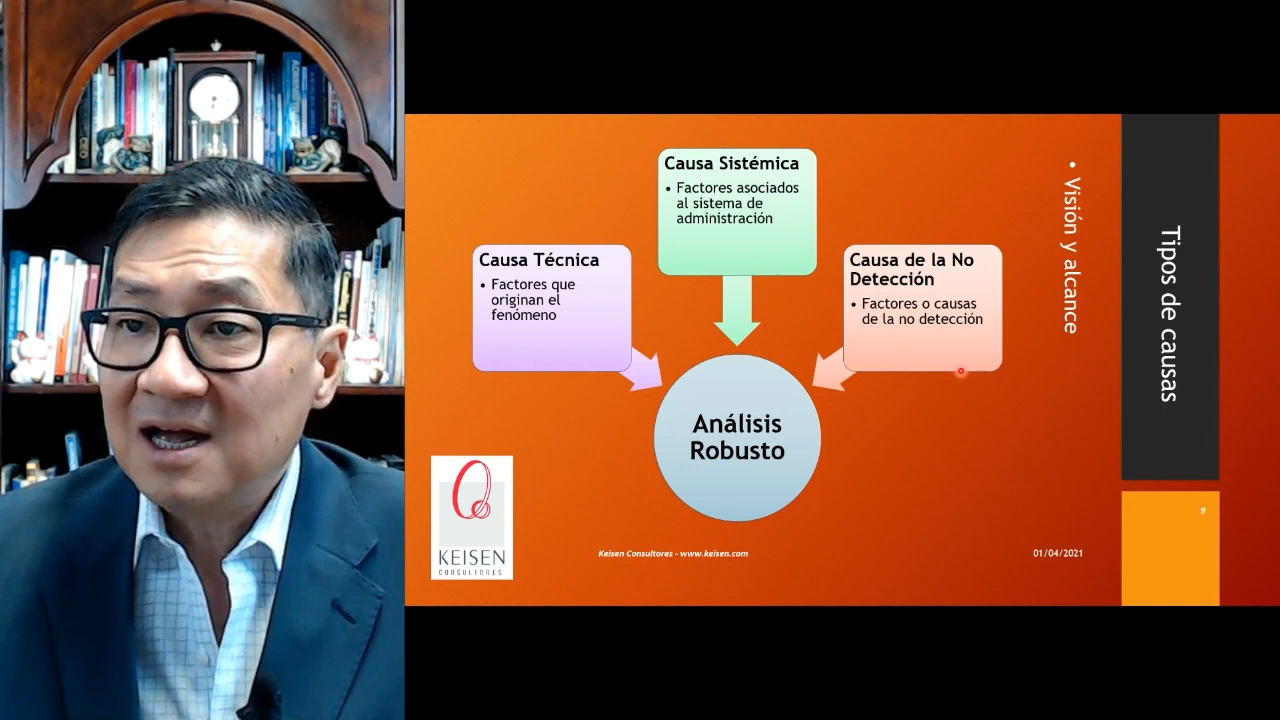 Tipos de causas
• Visión y alcance
Causa Sistémica
• Factores asociados
al sistema de
administración
Causa Técnica
• Factores que
originan el
fenómeno
Causa de la No
Detección
• Factores o causas
de la no detección
Análisis
Robusto
KEISEN
CONSULTORES
Keisen Consultores - www.keisen.com
01/04/2021
9